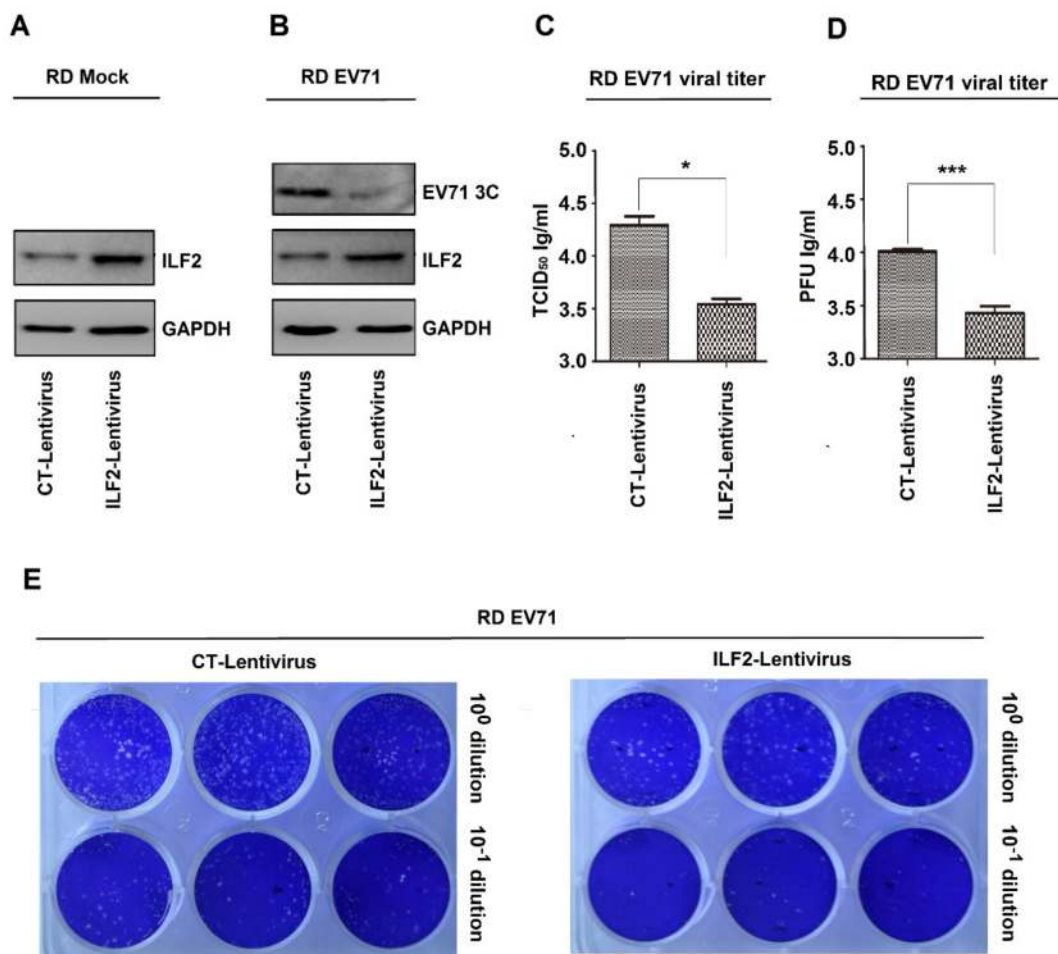 A
RD Mock
ILF2
GAPDH
CT-Lentivirus
ILF2-Lentivirus
B
RD EV71
EV71 3C
ILF2
GAPDH
CT-Lentivirus
ILF2-Lentivirus
C
RD EV71 viral titer
TCID₅₀ lg/ml
5.0
4.5
4.0
3.5
3.0
*
CT-Lentivirus
ILF2-Lentivirus
D
RD EV71 viral titer
PFU lg/ml
5.0
4.5
4.0
3.5
3.0
***
CT-Lentivirus
ILF2-Lentivirus
E
RD EV71
CT-Lentivirus
10⁰ dilution
10⁻¹ dilution
ILF2-Lentivirus
10⁰ dilution
10⁻¹ dilution